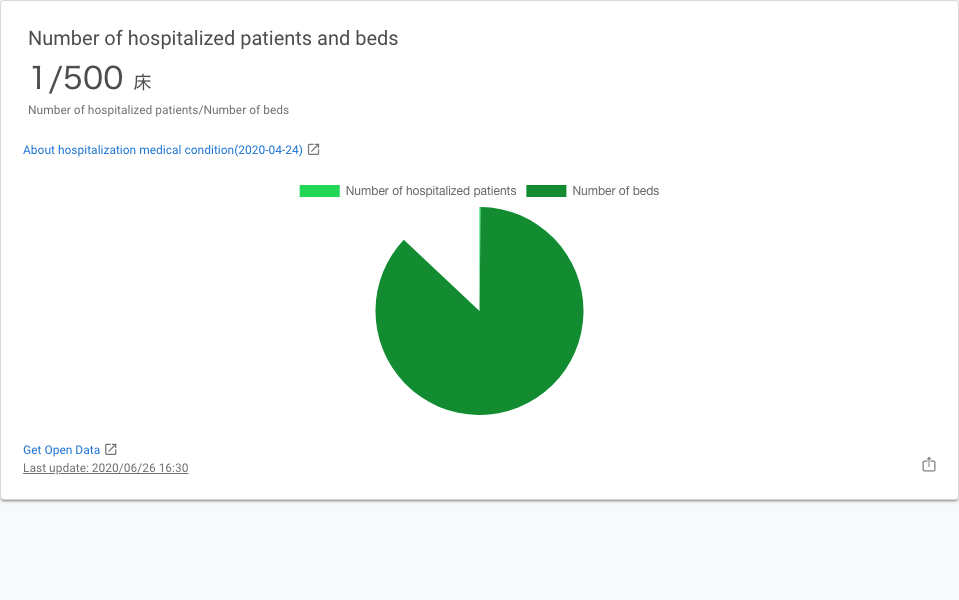 Number of hospitalized patients and beds
1/500 床
Number of hospitalized patients/Number of beds
About hospitalization medical condition(2020-04-24)
Number of hospitalized patients Number of beds
Get Open Data
Last update: 2020/06/26 16:30